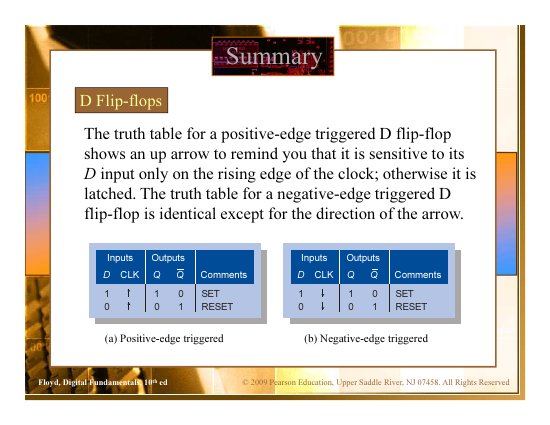 Summary
D Flip-flops
The truth table for a positive-edge triggered D flip-flop
shows an up arrow to remind you that it is sensitive to its
D input only on the rising edge of the clock; otherwise it is
latched. The truth table for a negative-edge triggered D
flip-flop is identical except for the direction of the arrow.
Inputs Outputs
D CLK Q Q̅ Comments
1 ↑ 1 0 SET
0 ↑ 0 1 RESET
(a) Positive-edge triggered
Inputs Outputs
D CLK Q Q̅ Comments
1 ↓ 1 0 SET
0 ↓ 0 1 RESET
(b) Negative-edge triggered
Floyd, Digital Fundamentals, 10th ed
© 2009 Pearson Education, Upper Saddle River, NJ 07458. All Rights Reserved